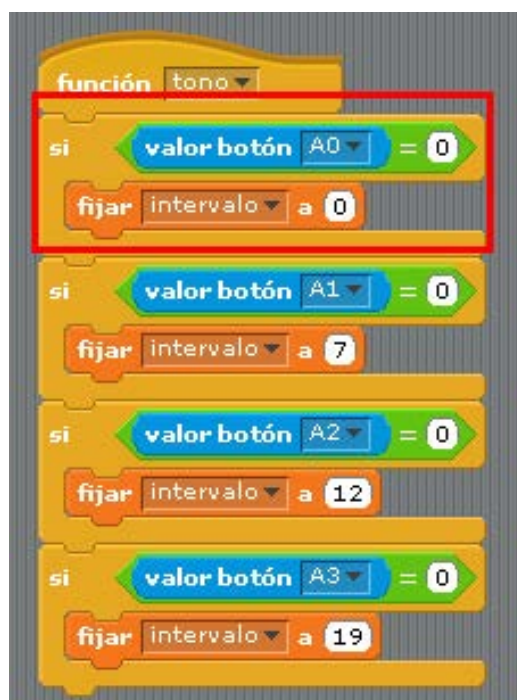 función tono
si valor botón A0 = 0
fijar intervalo a 0
si valor botón A1 = 0
fijar intervalo a 7
si valor botón A2 = 0
fijar intervalo a 12
si valor botón A3 = 0
fijar intervalo a 19